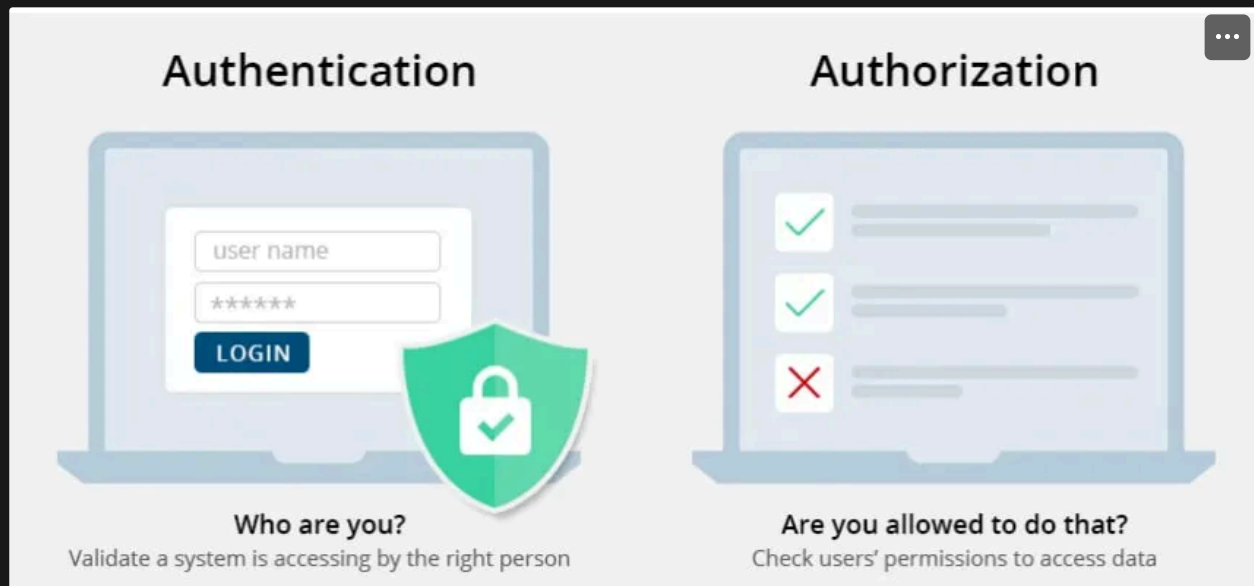 Authentication
user name
******
LOGIN
Who are you?
Validate a system is accessing by the right person
Authorization
Are you allowed to do that?
Check users' permissions to access data